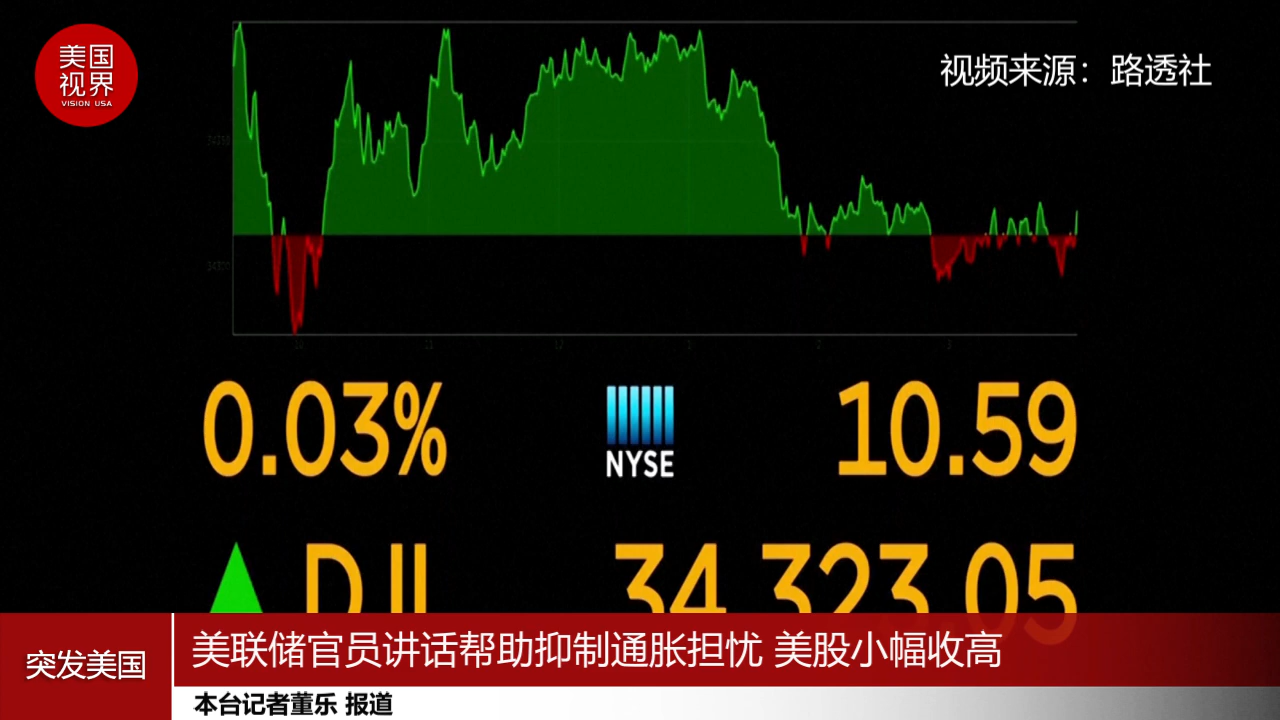 美国
视界
VISION USA
视频来源：路透社
0.03%
NYSE
10.59
DJI
34,323.05
突发美国
美联储官员讲话帮助抑制通胀担忧 美股小幅收高
本台记者董乐 报道